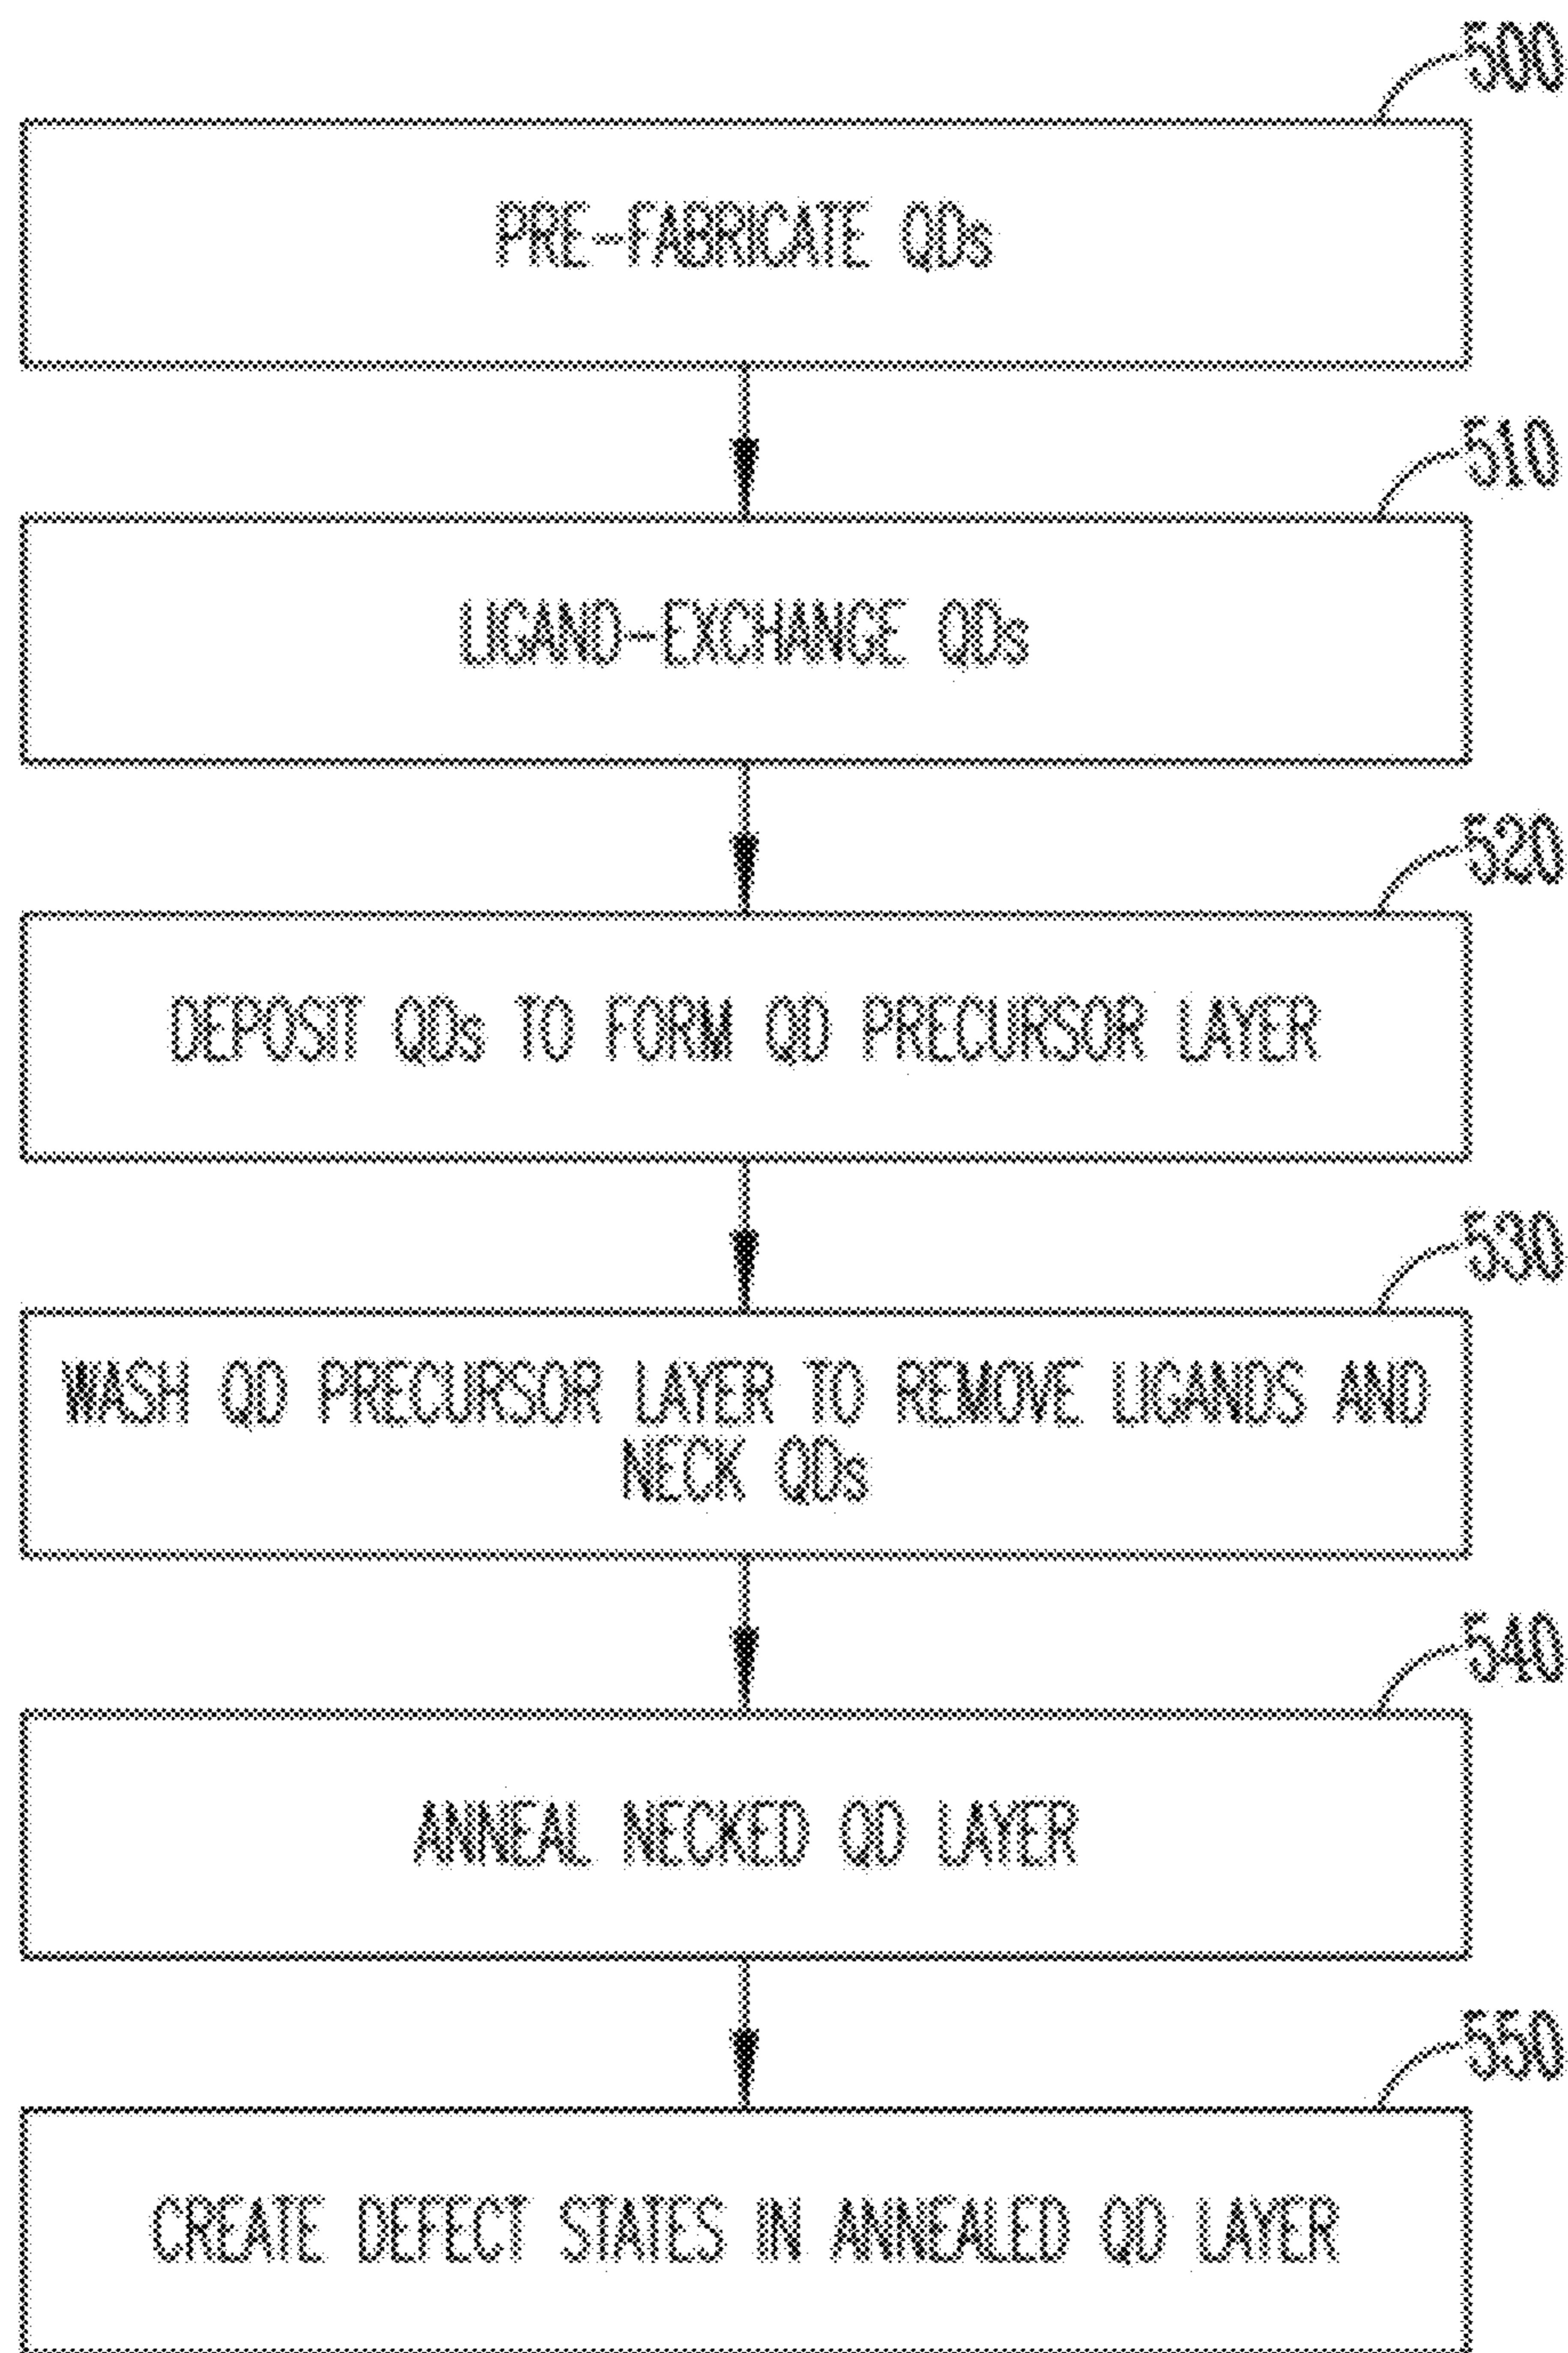 500
PRE-FABRICATE QDs
510
LIGAND-EXCHANGE QDs
520
DEPOSIT QDs TO FORM QD PRECURSOR LAYER
530
WASH QD PRECURSOR LAYER TO REMOVE LIGANDS AND
NECK QDs
540
ANNEAL NECKED QD LAYER
550
CREATE DEFECT STATES IN ANNEALED QD LAYER